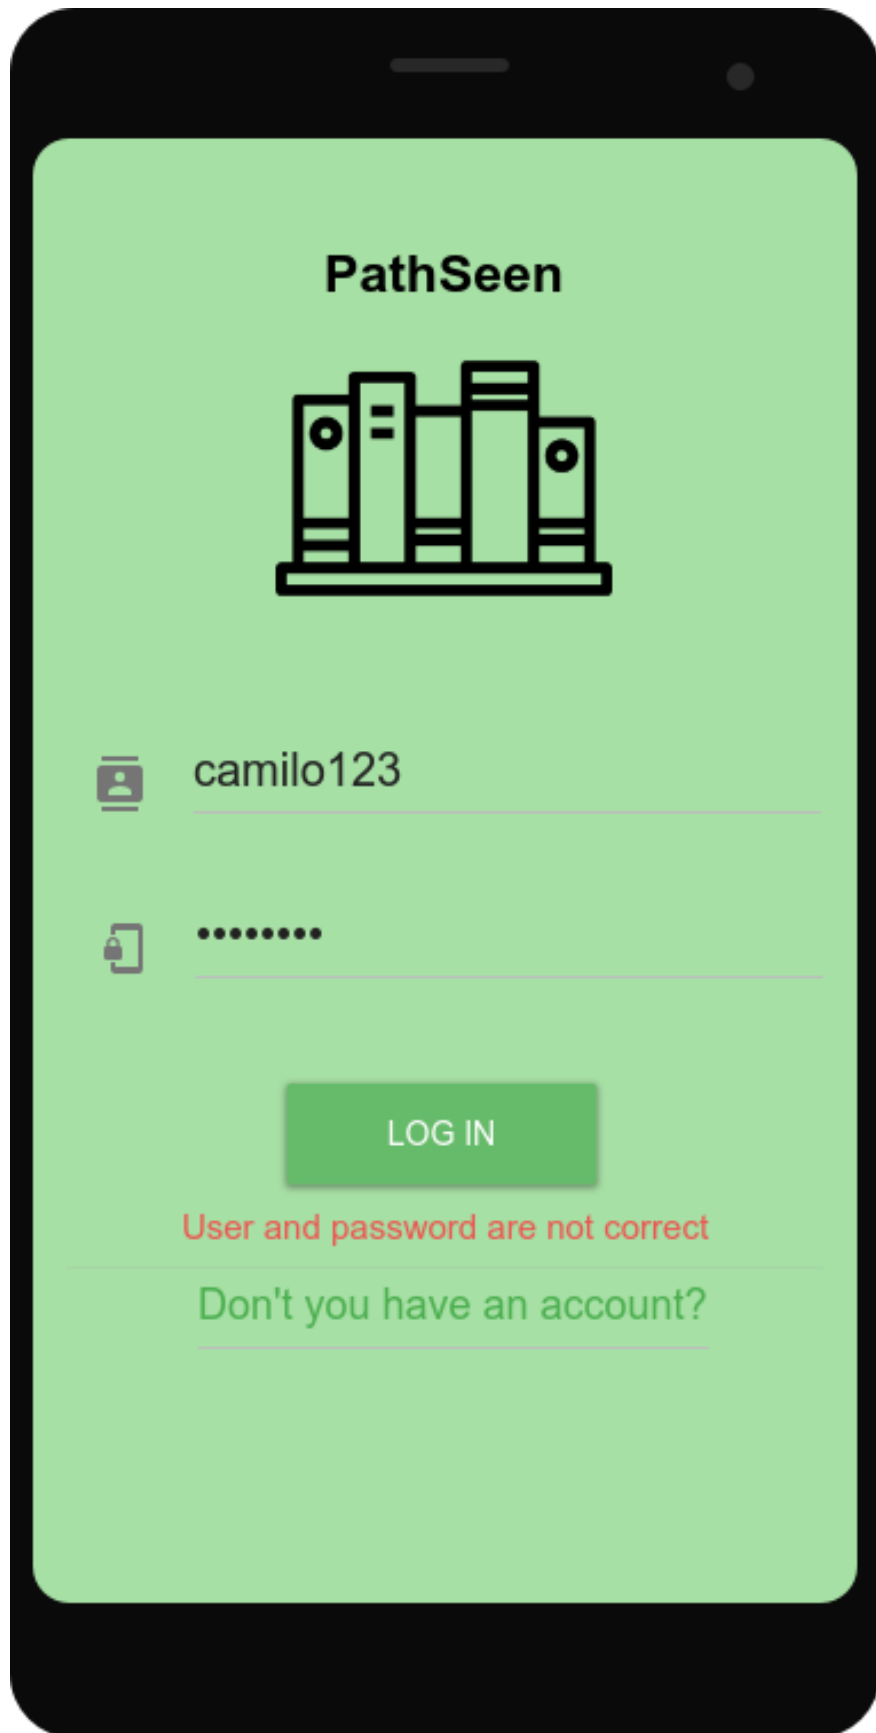 PathSeen
camilo123
••••••••
LOG IN
User and password are not correct
Don't you have an account?